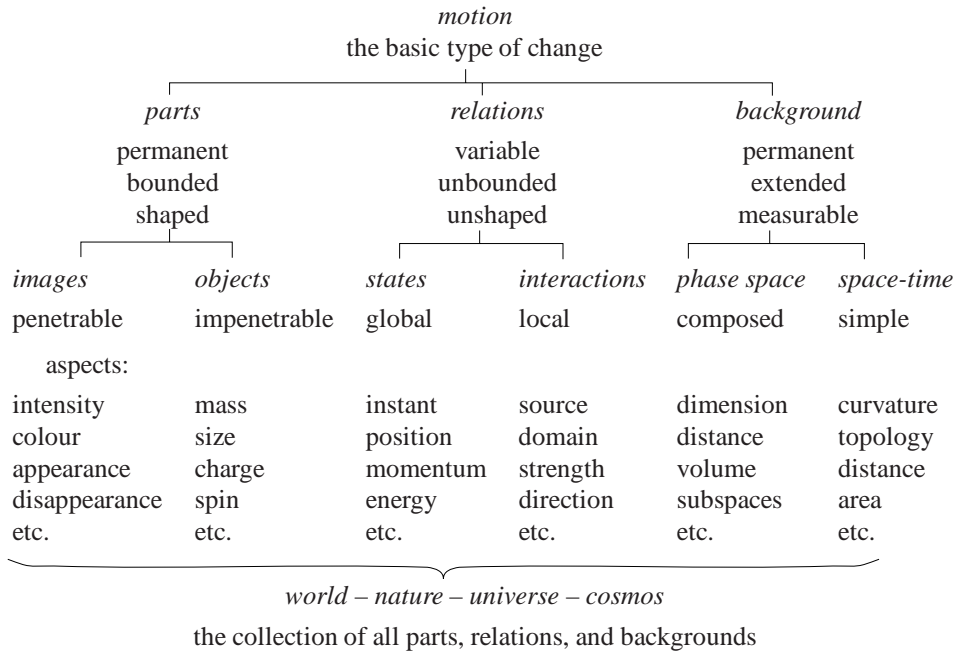 motion
the basic type of change
parts relations background
permanent variable permanent
bounded unbounded extended
shaped unshaped measurable
images objects states interactions phase space space-time
penetrable impenetrable global local composed simple
aspects:
intensity mass instant source dimension curvature
colour size position domain distance topology
appearance charge momentum strength volume distance
disappearance spin energy direction subspaces area
etc. etc. etc. etc. etc. etc.
world – nature – universe – cosmos
the collection of all parts, relations, and backgrounds